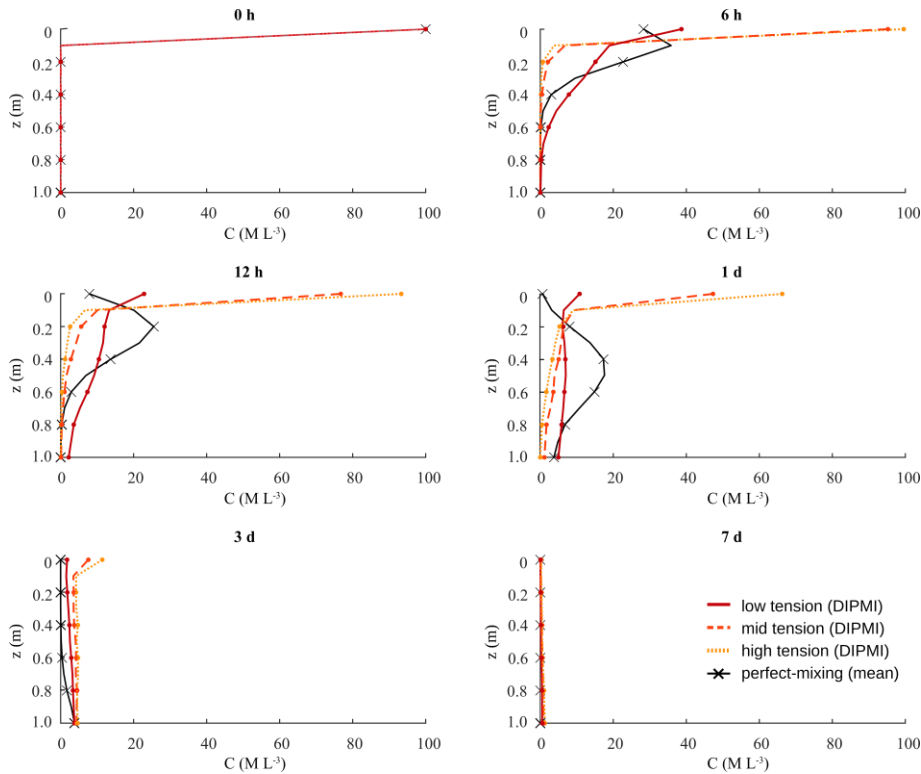 0 h
0
0.2
0.4
0.6
0.8
1.0
z (m)
0 20 40 60 80 100
C (M L⁻³)
6 h
0
0.2
0.4
0.6
0.8
1.0
z (m)
0 20 40 60 80 100
C (M L⁻³)
12 h
0
0.2
0.4
0.6
0.8
1.0
z (m)
0 20 40 60 80 100
C (M L⁻³)
1 d
0
0.2
0.4
0.6
0.8
1.0
z (m)
0 20 40 60 80 100
C (M L⁻³)
3 d
0
0.2
0.4
0.6
0.8
1.0
z (m)
0 20 40 60 80 100
C (M L⁻³)
7 d
0
0.2
0.4
0.6
0.8
1.0
z (m)
0 20 40 60 80 100
C (M L⁻³)
low tension (DIPMI)
mid tension (DIPMI)
high tension (DIPMI)
perfect-mixing (mean)